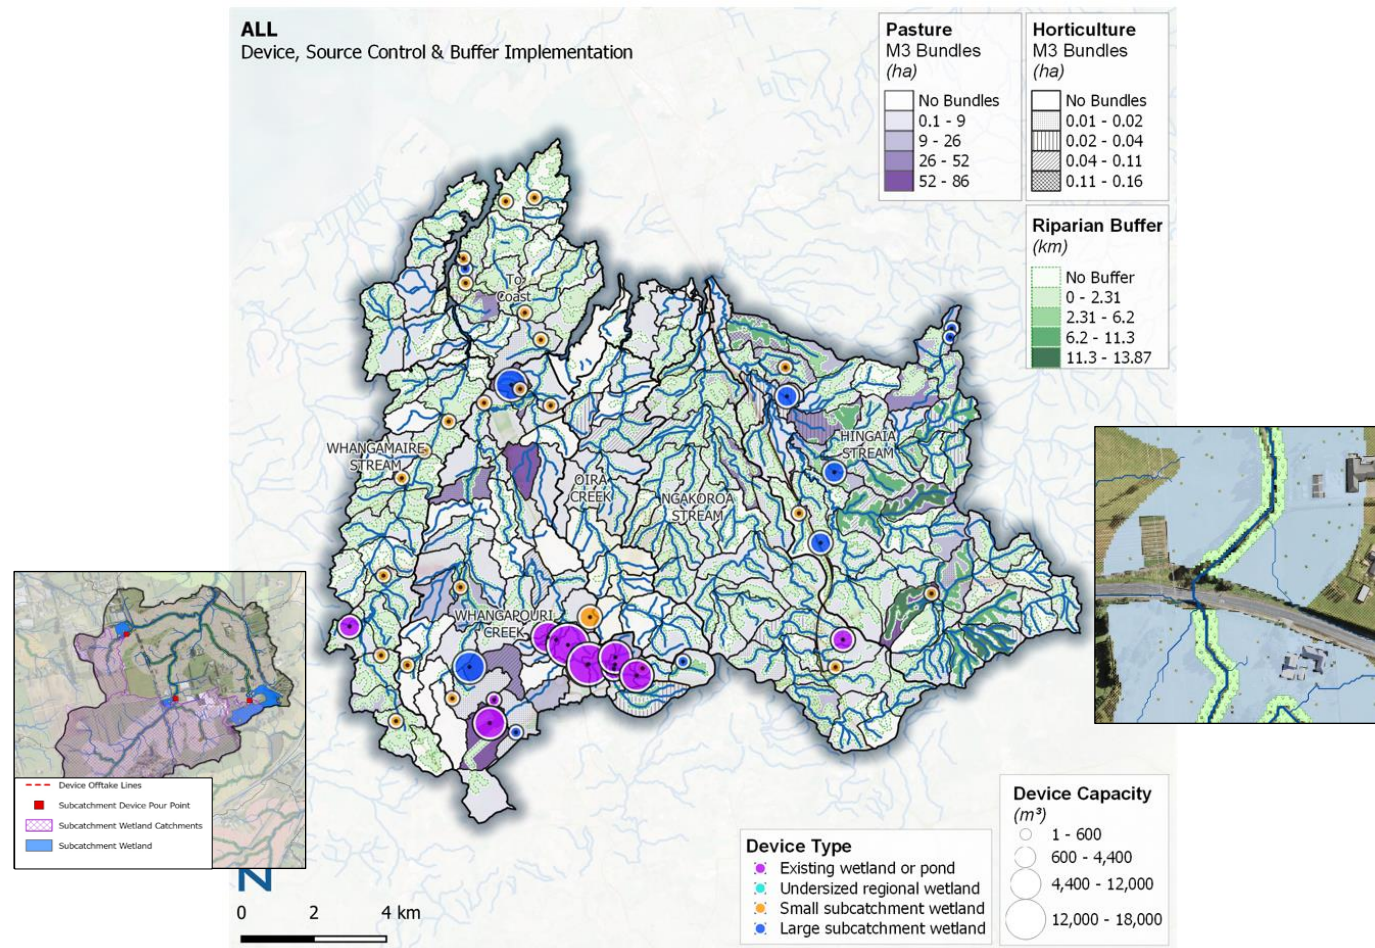 ALL
Device, Source Control & Buffer Implementation
Pasture
M3 Bundles
(ha)
No Bundles
0.1 - 9
9 - 26
26 - 52
52 - 86
Horticulture
M3 Bundles
(ha)
No Bundles
0.01 - 0.02
0.02 - 0.04
0.04 - 0.11
0.11 - 0.16
Riparian Buffer
(km)
No Buffer
0 - 2.31
2.31 - 6.2
6.2 - 11.3
11.3 - 13.87
To
Coast
WHANGAMAIRE
STREAM
OIRA
CREEK
NGAKOROA
STREAM
HINGAIA
STREAM
WHANGAPOURI
CREEK
Device Offtake Lines
Subcatchment Device Pour Point
Subcatchment Wetland Catchments
Subcatchment Wetland
N
0 2 4 km
Device Type
Existing wetland or pond
Undersized regional wetland
Small subcatchment wetland
Large subcatchment wetland
Device Capacity
(m³)
1 - 600
600 - 4,400
4,400 - 12,000
12,000 - 18,000